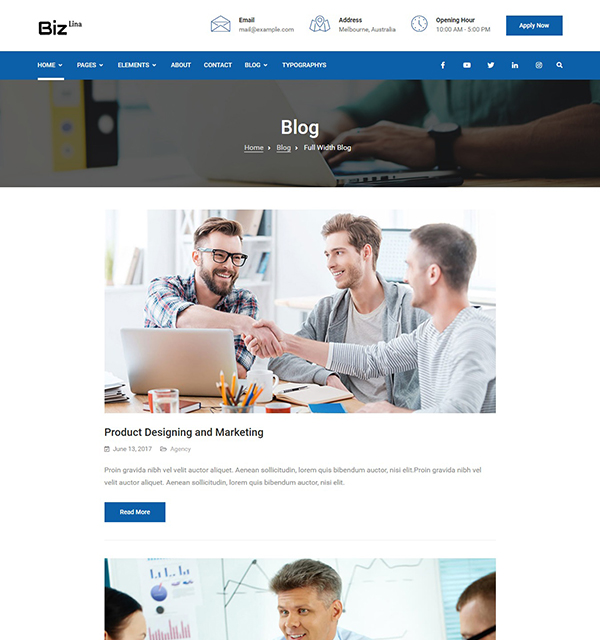 Biz Lina
Email
mail@example.com
Address
Melbourne, Australia
Opening Hour
10:00 AM - 5:00 PM
Apply Now
HOME PAGES ELEMENTS ABOUT CONTACT BLOG TYPOGRAPHYS
Blog
Home Blog Full Width Blog
Product Designing and Marketing
June 13, 2017 Agency
Proin gravida nibh vel velit auctor aliquet. Aenean sollicitudin, lorem quis bibendum auctor, nisi elit.Proin gravida nibh vel
velit auctor aliquet. Aenean sollicitudin, lorem quis bibendum auctor, nisi elit.
Read More